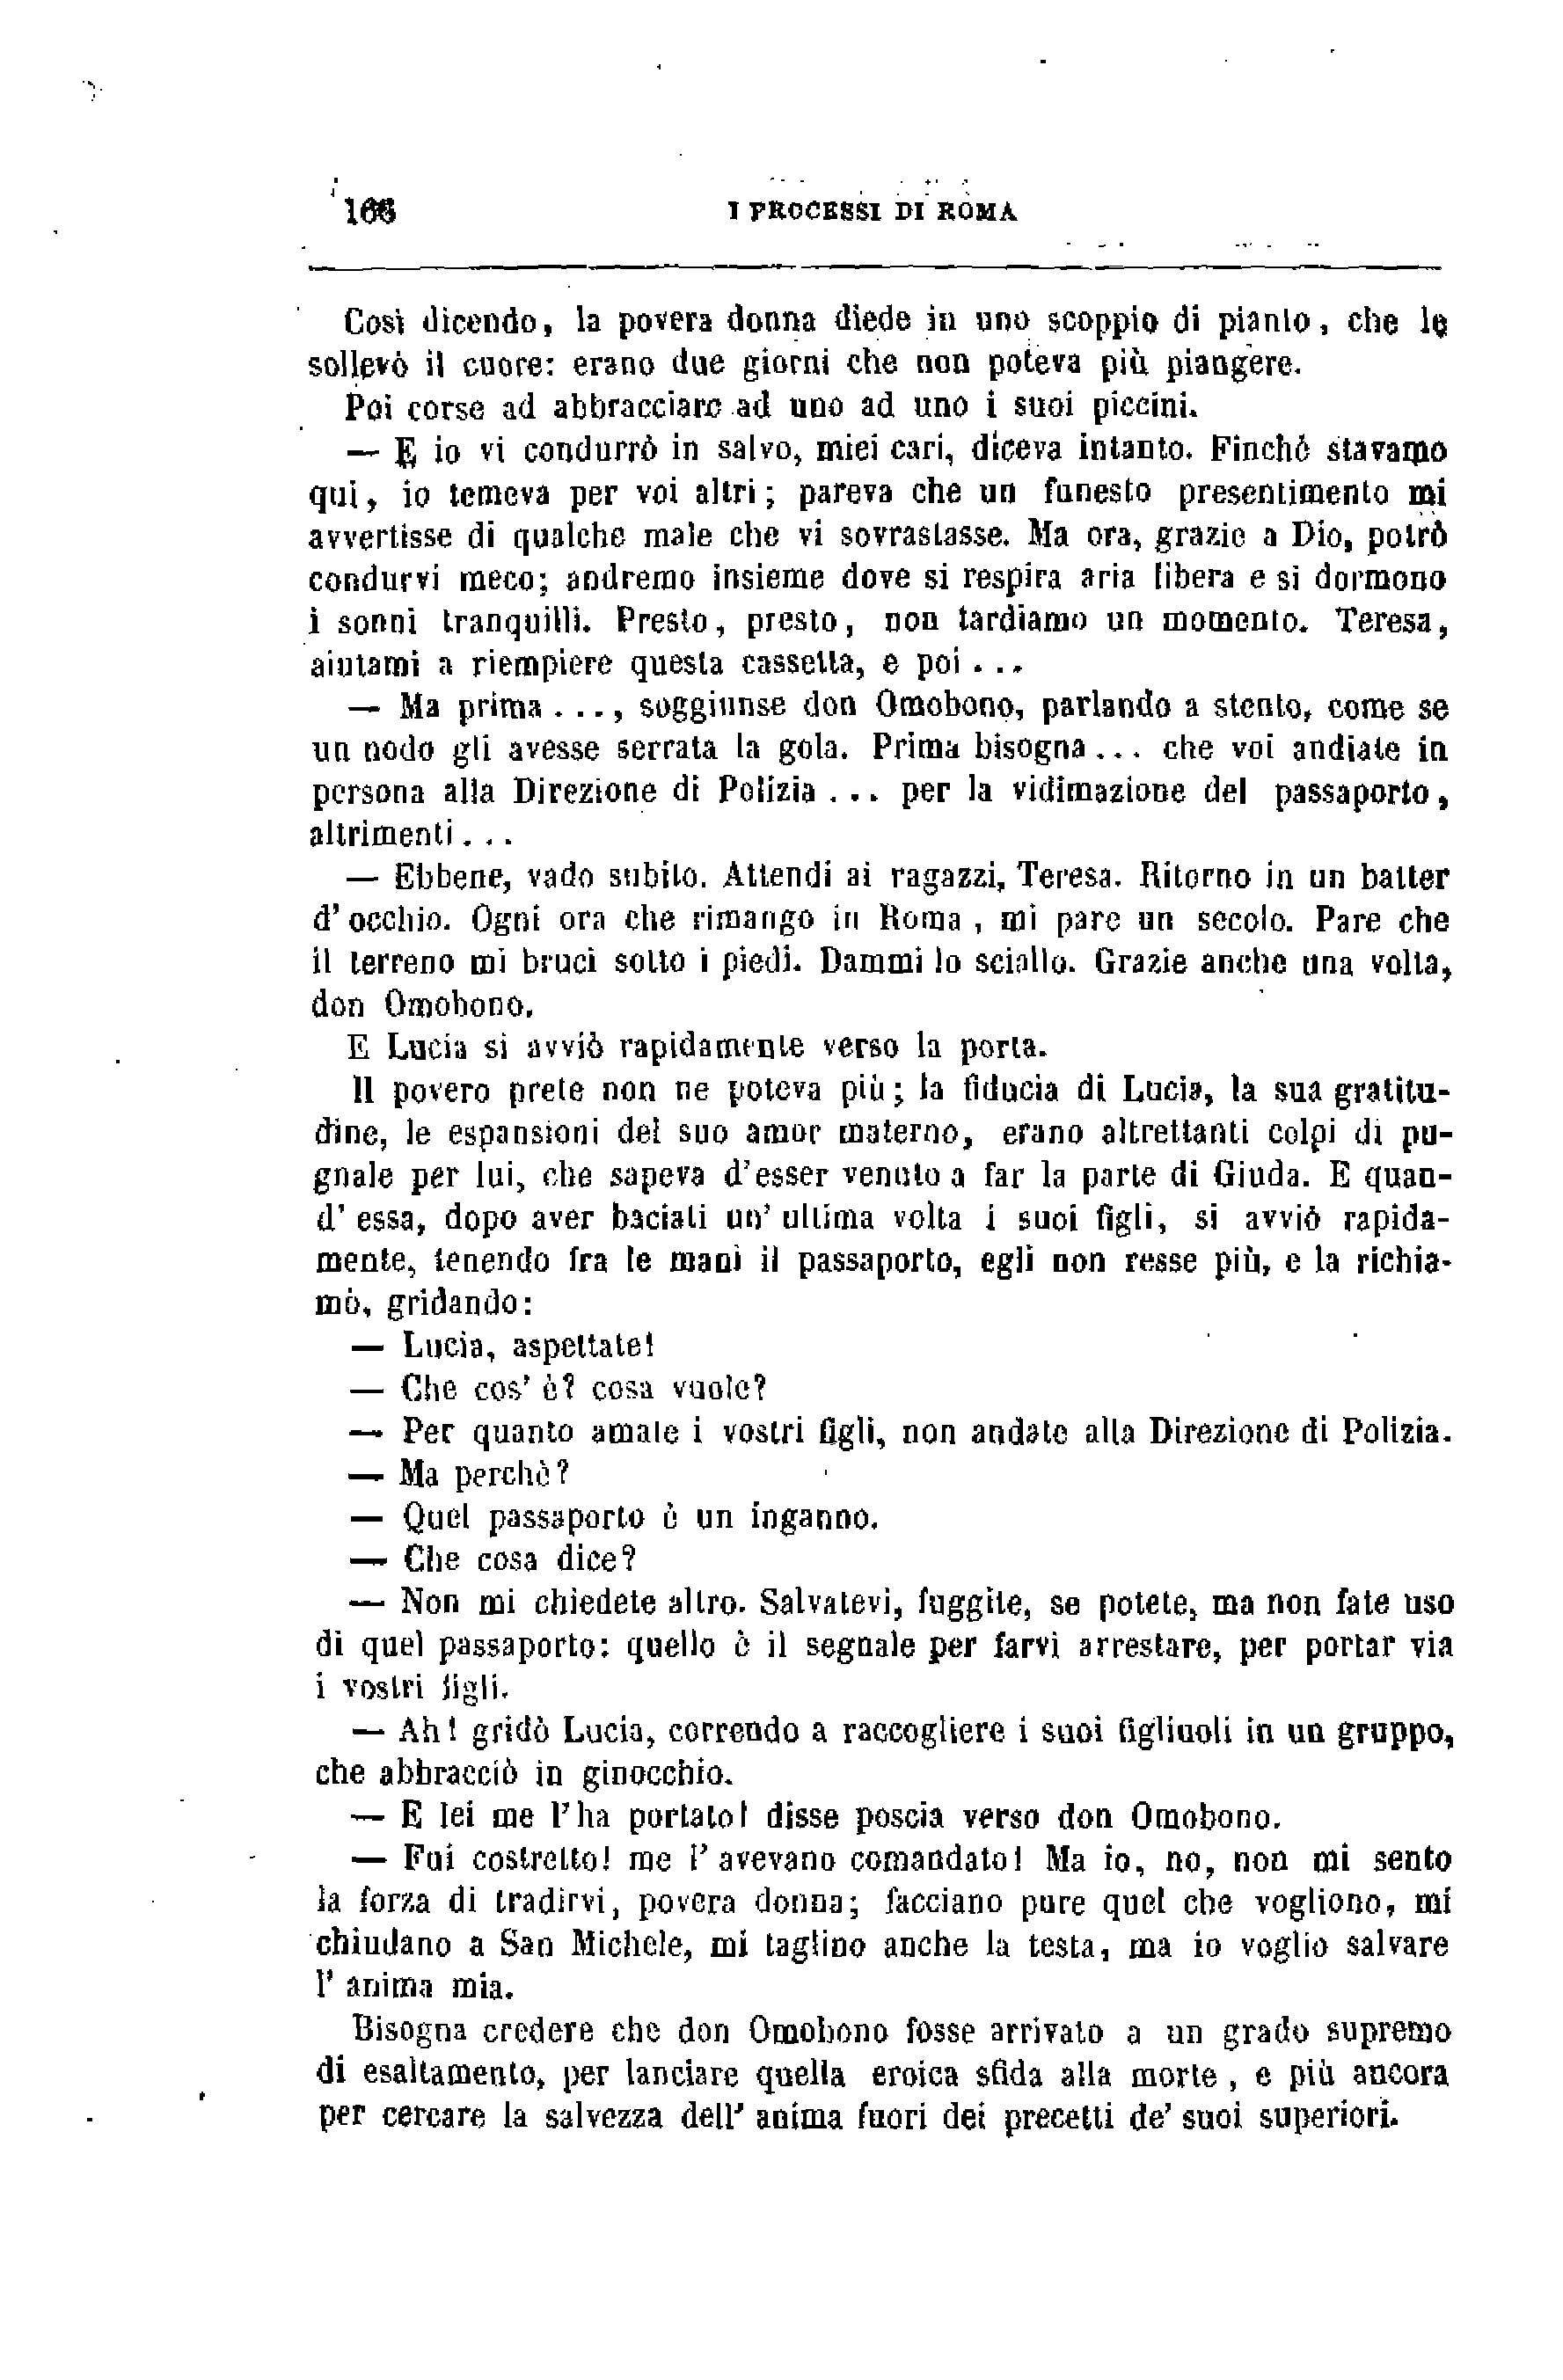 166 I PROCESSI DI ROMA
Così dicendo, la povera donna diede in uno scoppio di pianto, che le
sollevò il cuore: erano due giorni che non poteva più piangere.
Poi corse ad abbracciare ad uno ad uno i suoi piccini.
— E io vi condurrò in salvo, miei cari, diceva intanto. Finchè stavamo
qui, io temeva per voi altri; pareva che un funesto presentimento mi
avvertisse di qualche male che vi sovrastasse. Ma ora, grazie a Dio, potrò
condurvi meco; andremo insieme dove si respira aria libera e si dormono
i sonni tranquilli. Presto, presto, non tardiamo un momento. Teresa,
aiutami a riempiere questa cassetta, e poi...
— Ma prima..., soggiunse don Omobono, parlando a stento, come se
un nodo gli avesse serrata la gola. Prima bisogna... che voi andiate in
persona alla Direzione di Polizia... per la vidimazione del passaporto,
altrimenti...
— Ebbene, vado subito. Attendi ai ragazzi, Teresa. Ritorno in un batter
d'occhio. Ogni ora che rimango in Roma, mi pare un secolo. Pare che
il terreno mi bruci sotto i piedi. Dammi lo sciallo. Grazie anche una volta,
don Omobono.
E Lucia si avviò rapidamente verso la porta.
Il povero prete non ne poteva più; la fiducia di Lucia, la sua gratitu-
dine, le espansioni del suo amor materno, erano altrettanti colpi di pu-
gnale per lui, che sapeva d'esser venuto a far la parte di Giuda. E quan-
d'essa, dopo aver baciati un'ultima volta i suoi figli, si avviò rapida-
mente, tenendo fra le mani il passaporto, egli non resse più, e la richia-
mò, gridando:
— Lucia, aspettate!
— Che cos'è? cosa vuole?
— Per quanto amate i vostri figli, non andate alla Direzione di Polizia.
— Ma perchè?
— Quel passaporto è un inganno.
— Che cosa dice?
— Non mi chiedete altro. Salvatevi, fuggite, se potete, ma non fate uso
di quel passaporto: quello è il segnale per farvi arrestare, per portar via
i vostri figli.
— Ah! gridò Lucia, correndo a raccogliere i suoi figliuoli in un gruppo,
che abbracciò in ginocchio.
— E lei me l'ha portato! disse poscia verso don Omobono.
— Fui costretto! me l'avevano comandato! Ma io, no, non mi sento
la forza di tradirvi, povera donna; facciano pure quel che vogliono, mi
chiudano a San Michele, mi taglino anche la testa, ma io voglio salvare
l'anima mia.
Bisogna credere che don Omobono fosse arrivato a un grado supremo
di esaltamento, per lanciare quella eroica sfida alla morte, e più ancora
per cercare la salvezza dell'anima fuori dei precetti de' suoi superiori.